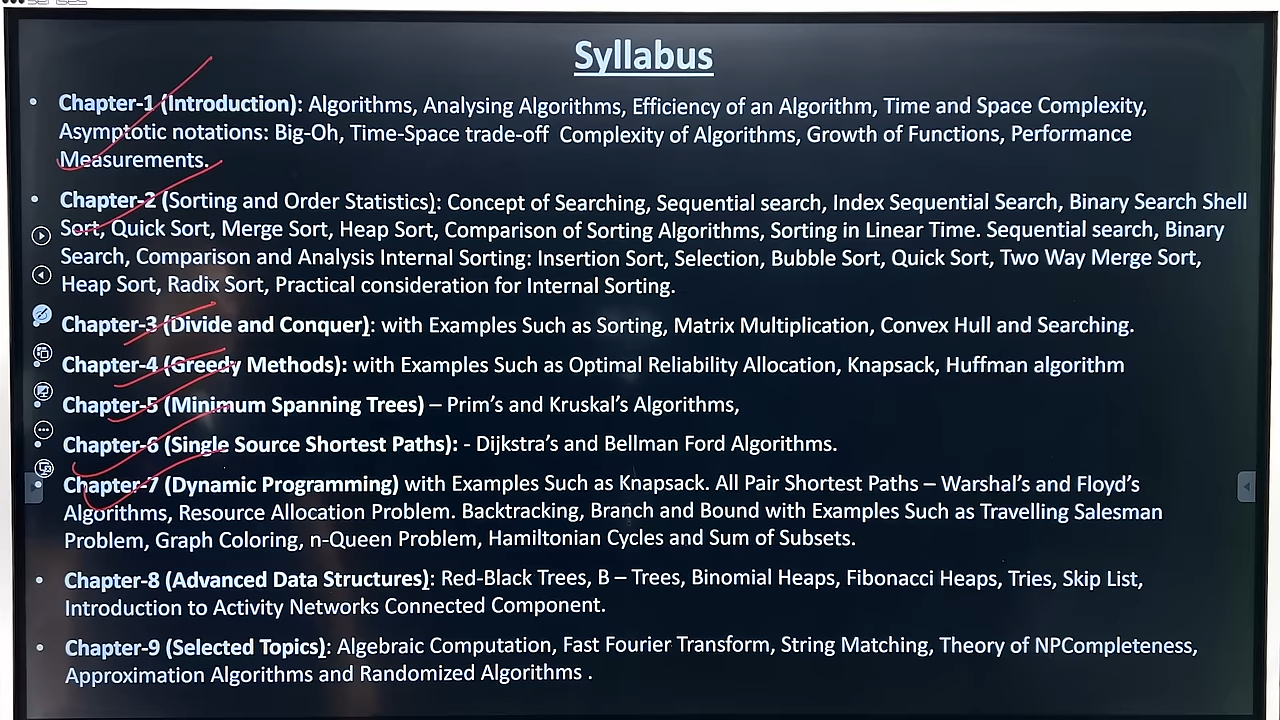 Syllabus
• Chapter-1 (Introduction): Algorithms, Analysing Algorithms, Efficiency of an Algorithm, Time and Space Complexity,
Asymptotic notations: Big-Oh, Time-Space trade-off Complexity of Algorithms, Growth of Functions, Performance
Measurements.
• Chapter-2 (Sorting and Order Statistics): Concept of Searching, Sequential search, Index Sequential Search, Binary Search Shell
Sort, Quick Sort, Merge Sort, Heap Sort, Comparison of Sorting Algorithms, Sorting in Linear Time. Sequential search, Binary
Search, Comparison and Analysis Internal Sorting: Insertion Sort, Selection, Bubble Sort, Quick Sort, Two Way Merge Sort,
Heap Sort, Radix Sort, Practical consideration for Internal Sorting.
• Chapter-3 (Divide and Conquer): with Examples Such as Sorting, Matrix Multiplication, Convex Hull and Searching.
• Chapter-4 (Greedy Methods): with Examples Such as Optimal Reliability Allocation, Knapsack, Huffman algorithm
• Chapter-5 (Minimum Spanning Trees) – Prim's and Kruskal's Algorithms,
• Chapter-6 (Single Source Shortest Paths): - Dijkstra's and Bellman Ford Algorithms.
• Chapter-7 (Dynamic Programming) with Examples Such as Knapsack. All Pair Shortest Paths – Warshal's and Floyd's
Algorithms, Resource Allocation Problem. Backtracking, Branch and Bound with Examples Such as Travelling Salesman
Problem, Graph Coloring, n-Queen Problem, Hamiltonian Cycles and Sum of Subsets.
• Chapter-8 (Advanced Data Structures): Red-Black Trees, B – Trees, Binomial Heaps, Fibonacci Heaps, Tries, Skip List,
Introduction to Activity Networks Connected Component.
• Chapter-9 (Selected Topics): Algebraic Computation, Fast Fourier Transform, String Matching, Theory of NPCompleteness,
Approximation Algorithms and Randomized Algorithms .